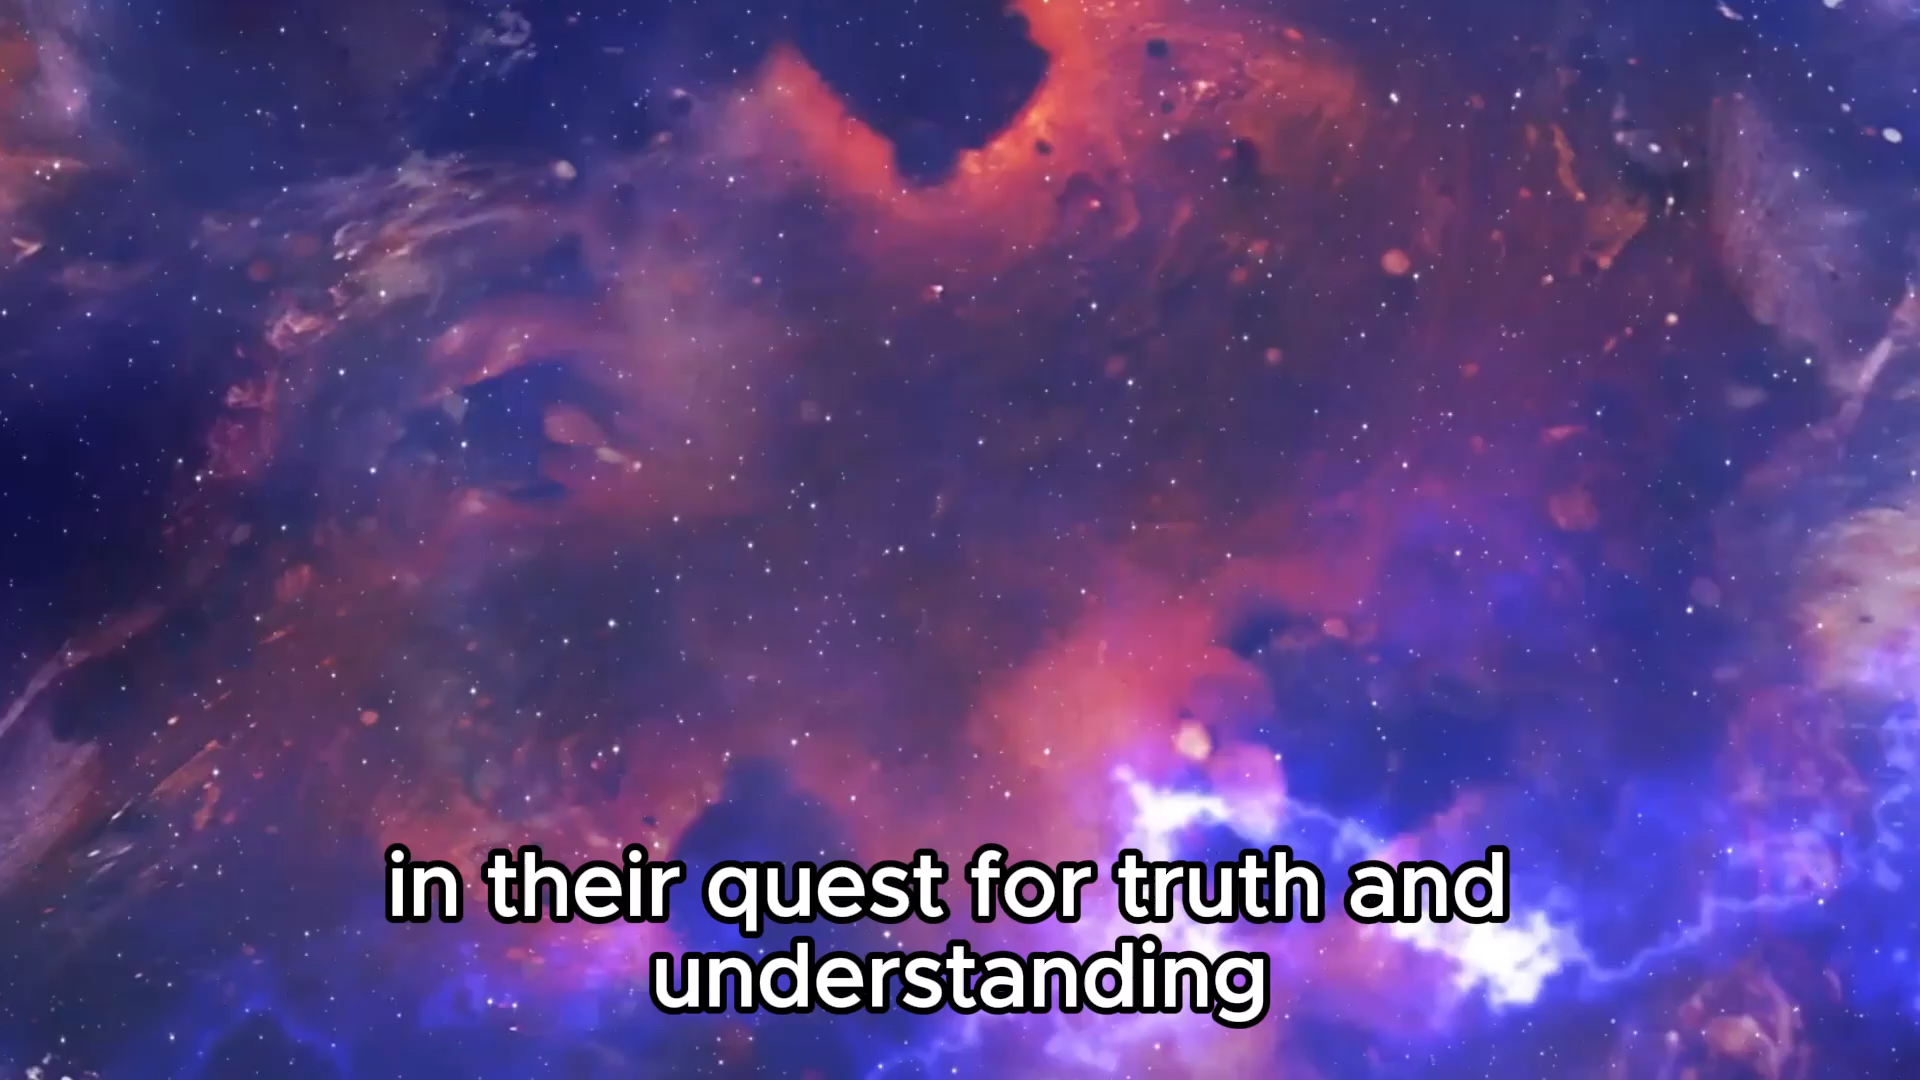 in their quest for truth and
understanding